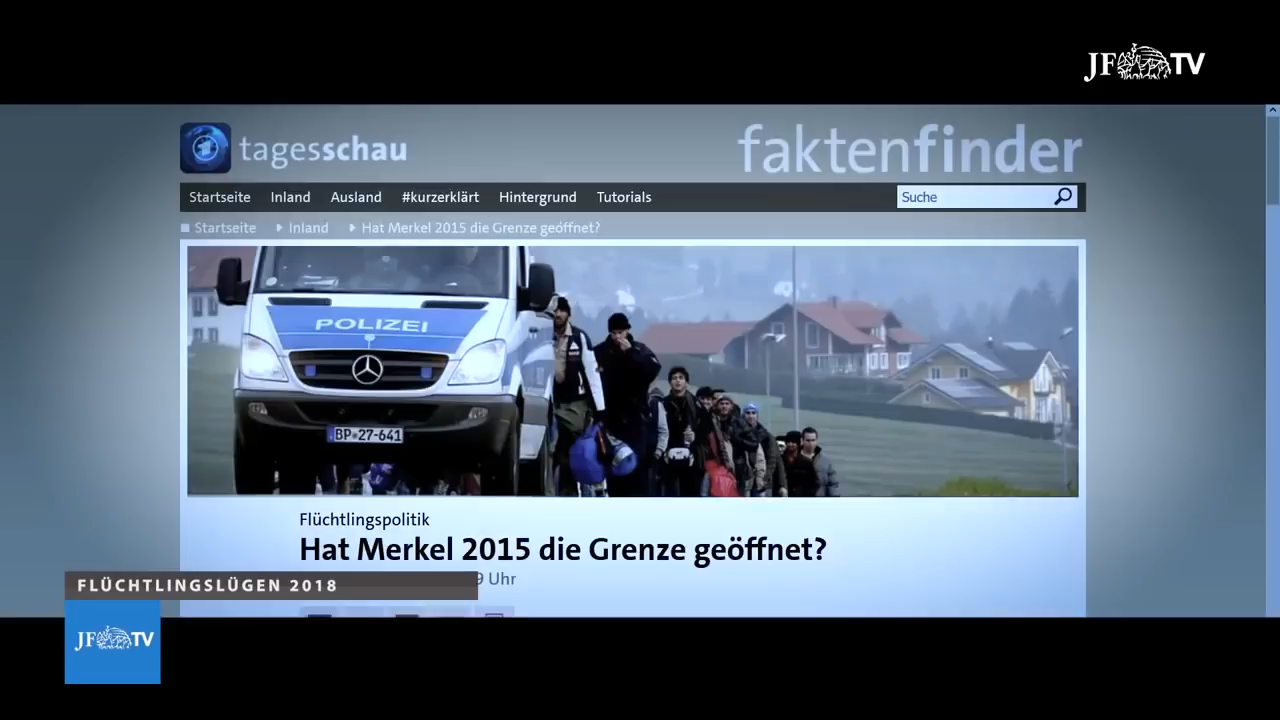 JF TV
tagesschau
faktenfinder
Startseite Inland Ausland #kurzerklärt Hintergrund Tutorials Suche
Startseite Inland Hat Merkel 2015 die Grenze geöffnet?
POLIZEI
BP 27-641
Flüchtlingspolitik
Hat Merkel 2015 die Grenze geöffnet?
9 Uhr
FLÜCHTLINGSLÜGEN 2018
JF TV